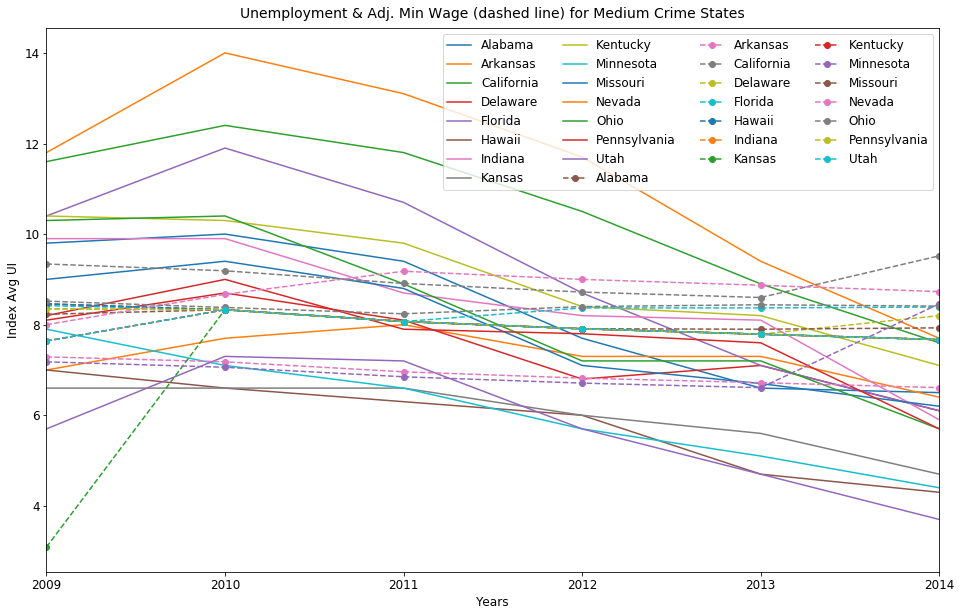 Unemployment & Adj. Min Wage (dashed line) for Medium Crime States
14
12
10
8
6
4
Index Avg UI
Alabama
Arkansas
California
Delaware
Florida
Hawaii
Indiana
Kansas
Kentucky
Minnesota
Missouri
Nevada
Ohio
Pennsylvania
Utah
Alabama
Arkansas
California
Delaware
Florida
Hawaii
Indiana
Kansas
Kentucky
Minnesota
Missouri
Nevada
Ohio
Pennsylvania
Utah
2009 2010 2011 2012 2013 2014
Years